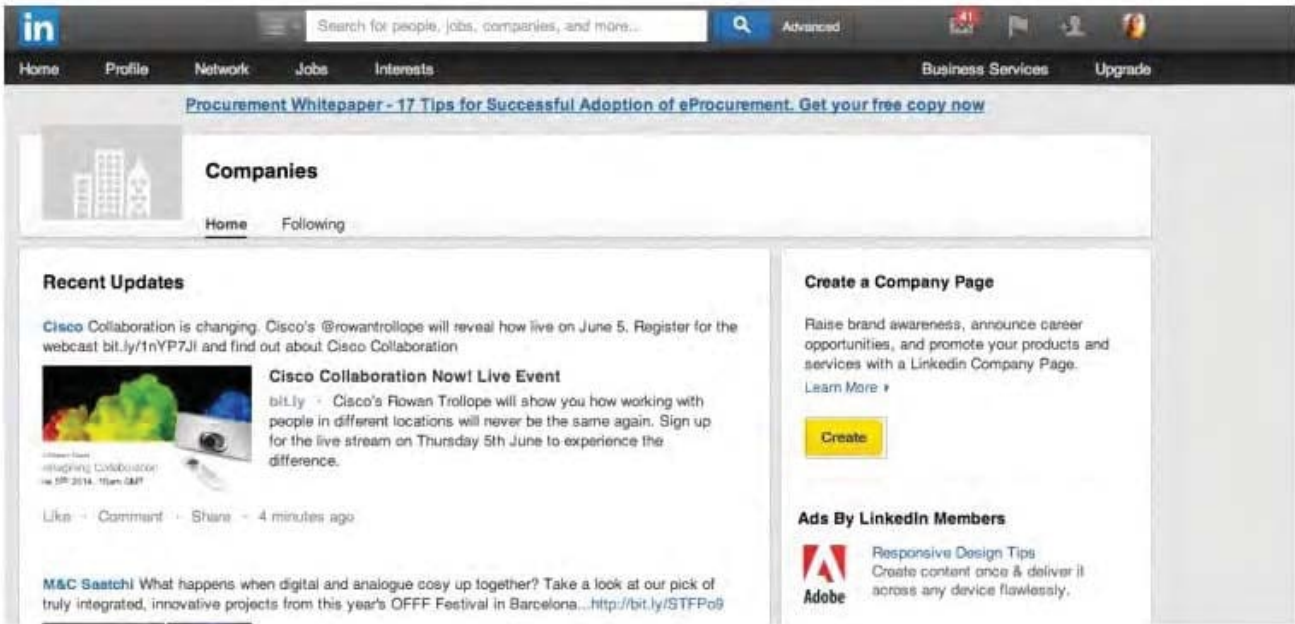 in
Search for people, jobs, companies, and more...
Advanced
41
Home Profile Network Jobs Interests Business Services Upgrade
Procurement Whitepaper - 17 Tips for Successful Adoption of eProcurement. Get your free copy now
Companies
Home Following
Recent Updates
Cisco Collaboration is changing. Cisco's @rowantrollope will reveal how live on June 5. Register for the
webcast bit.ly/1nYP7JI and find out about Cisco Collaboration
Cisco Collaboration Now! Live Event
bit.ly · Cisco's Rowan Trollope will show you how working with
people in different locations will never be the same again. Sign up
for the live stream on Thursday 5th June to experience the
difference.
Like · Comment · Share · 4 minutes ago
M&C Saatchi What happens when digital and analogue cosy up together? Take a look at our pick of
truly integrated, innovative projects from this year's OFFF Festival in Barcelona...http://bit.ly/STFPo9
Create a Company Page
Raise brand awareness, announce career
opportunities, and promote your products and
services with a LinkedIn Company Page.
Learn More
Create
Ads By LinkedIn Members
Adobe
Responsive Design Tips
Create content once & deliver it
across any device flawlessly.